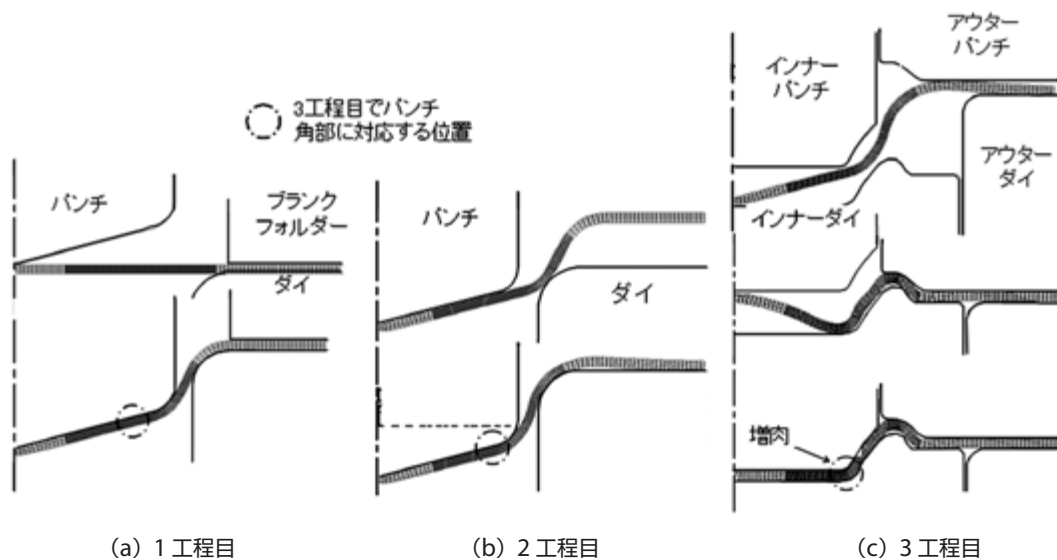 3工程目でパンチ
角部に対応する位置
パンチ
ブランク
フォルダー
ダイ
(a) 1 工程目
パンチ
ダイ
(b) 2 工程目
アウター
パンチ
インナー
パンチ
アウター
ダイ
インナーダイ
増肉
(c) 3 工程目